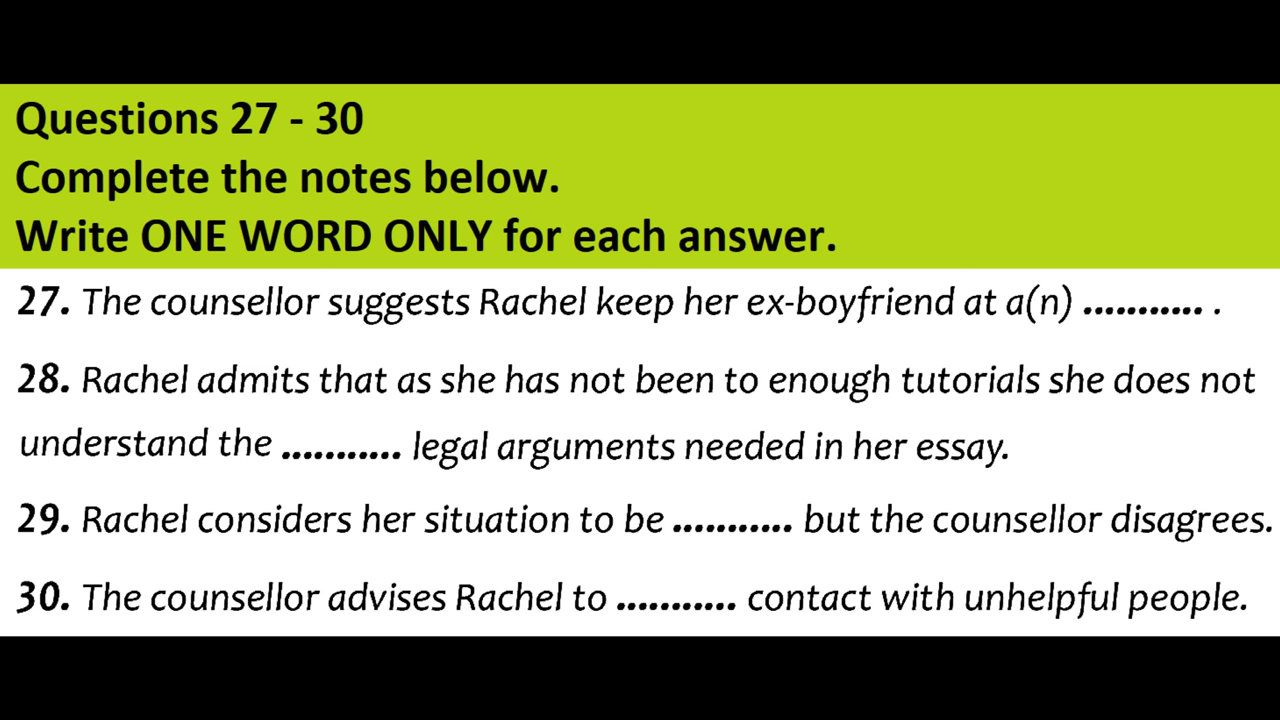 Questions 27 - 30
Complete the notes below.
Write ONE WORD ONLY for each answer.
27. The counsellor suggests Rachel keep her ex-boyfriend at a(n) ........... .
28. Rachel admits that as she has not been to enough tutorials she does not
understand the ........... legal arguments needed in her essay.
29. Rachel considers her situation to be ........... but the counsellor disagrees.
30. The counsellor advises Rachel to ........... contact with unhelpful people.